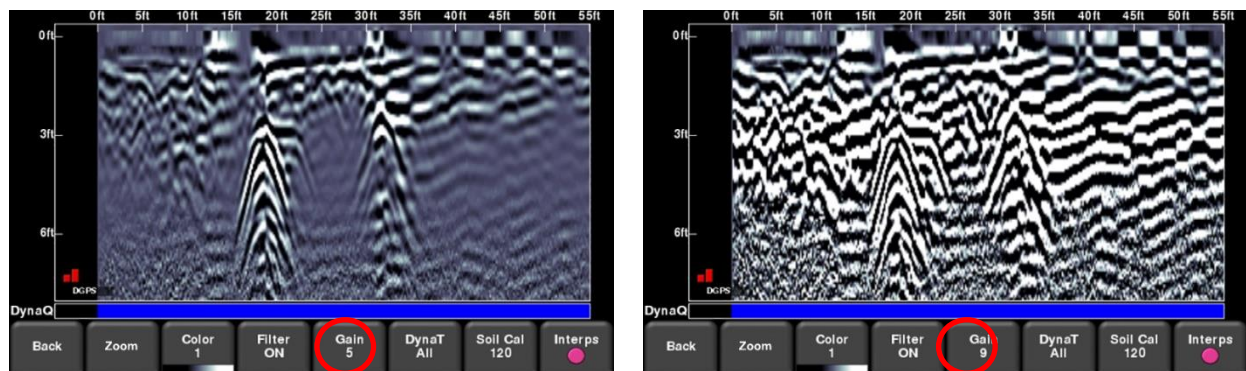 0ft 5ft 10ft 15ft 20ft 25ft 30ft 35ft 40ft 45ft 50ft 55ft
0ft
3ft
6ft
DGPS
DynaQ
Back Zoom Color 1 Filter ON Gain 5 DynaT All Soil Cal 120 Interps
0ft 5ft 10ft 15ft 20ft 25ft 30ft 35ft 40ft 45ft 50ft 55ft
0ft
3ft
6ft
DGPS
DynaQ
Back Zoom Color 1 Filter ON Gain 9 DynaT All Soil Cal 120 Interps